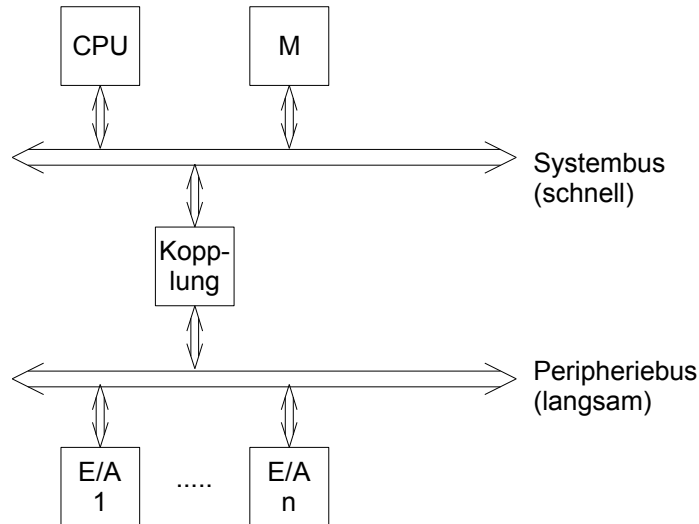 CPU
M
Systembus
(schnell)
Kopp-
lung
Peripheriebus
(langsam)
E/A
1
.....
E/A
n